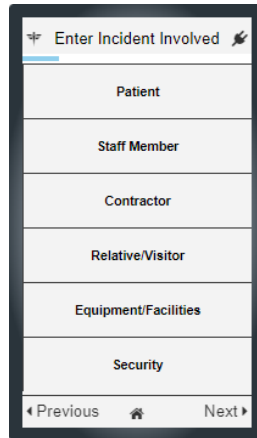 Enter Incident Involved
Patient
Staff Member
Contractor
Relative/Visitor
Equipment/Facilities
Security
Previous Next